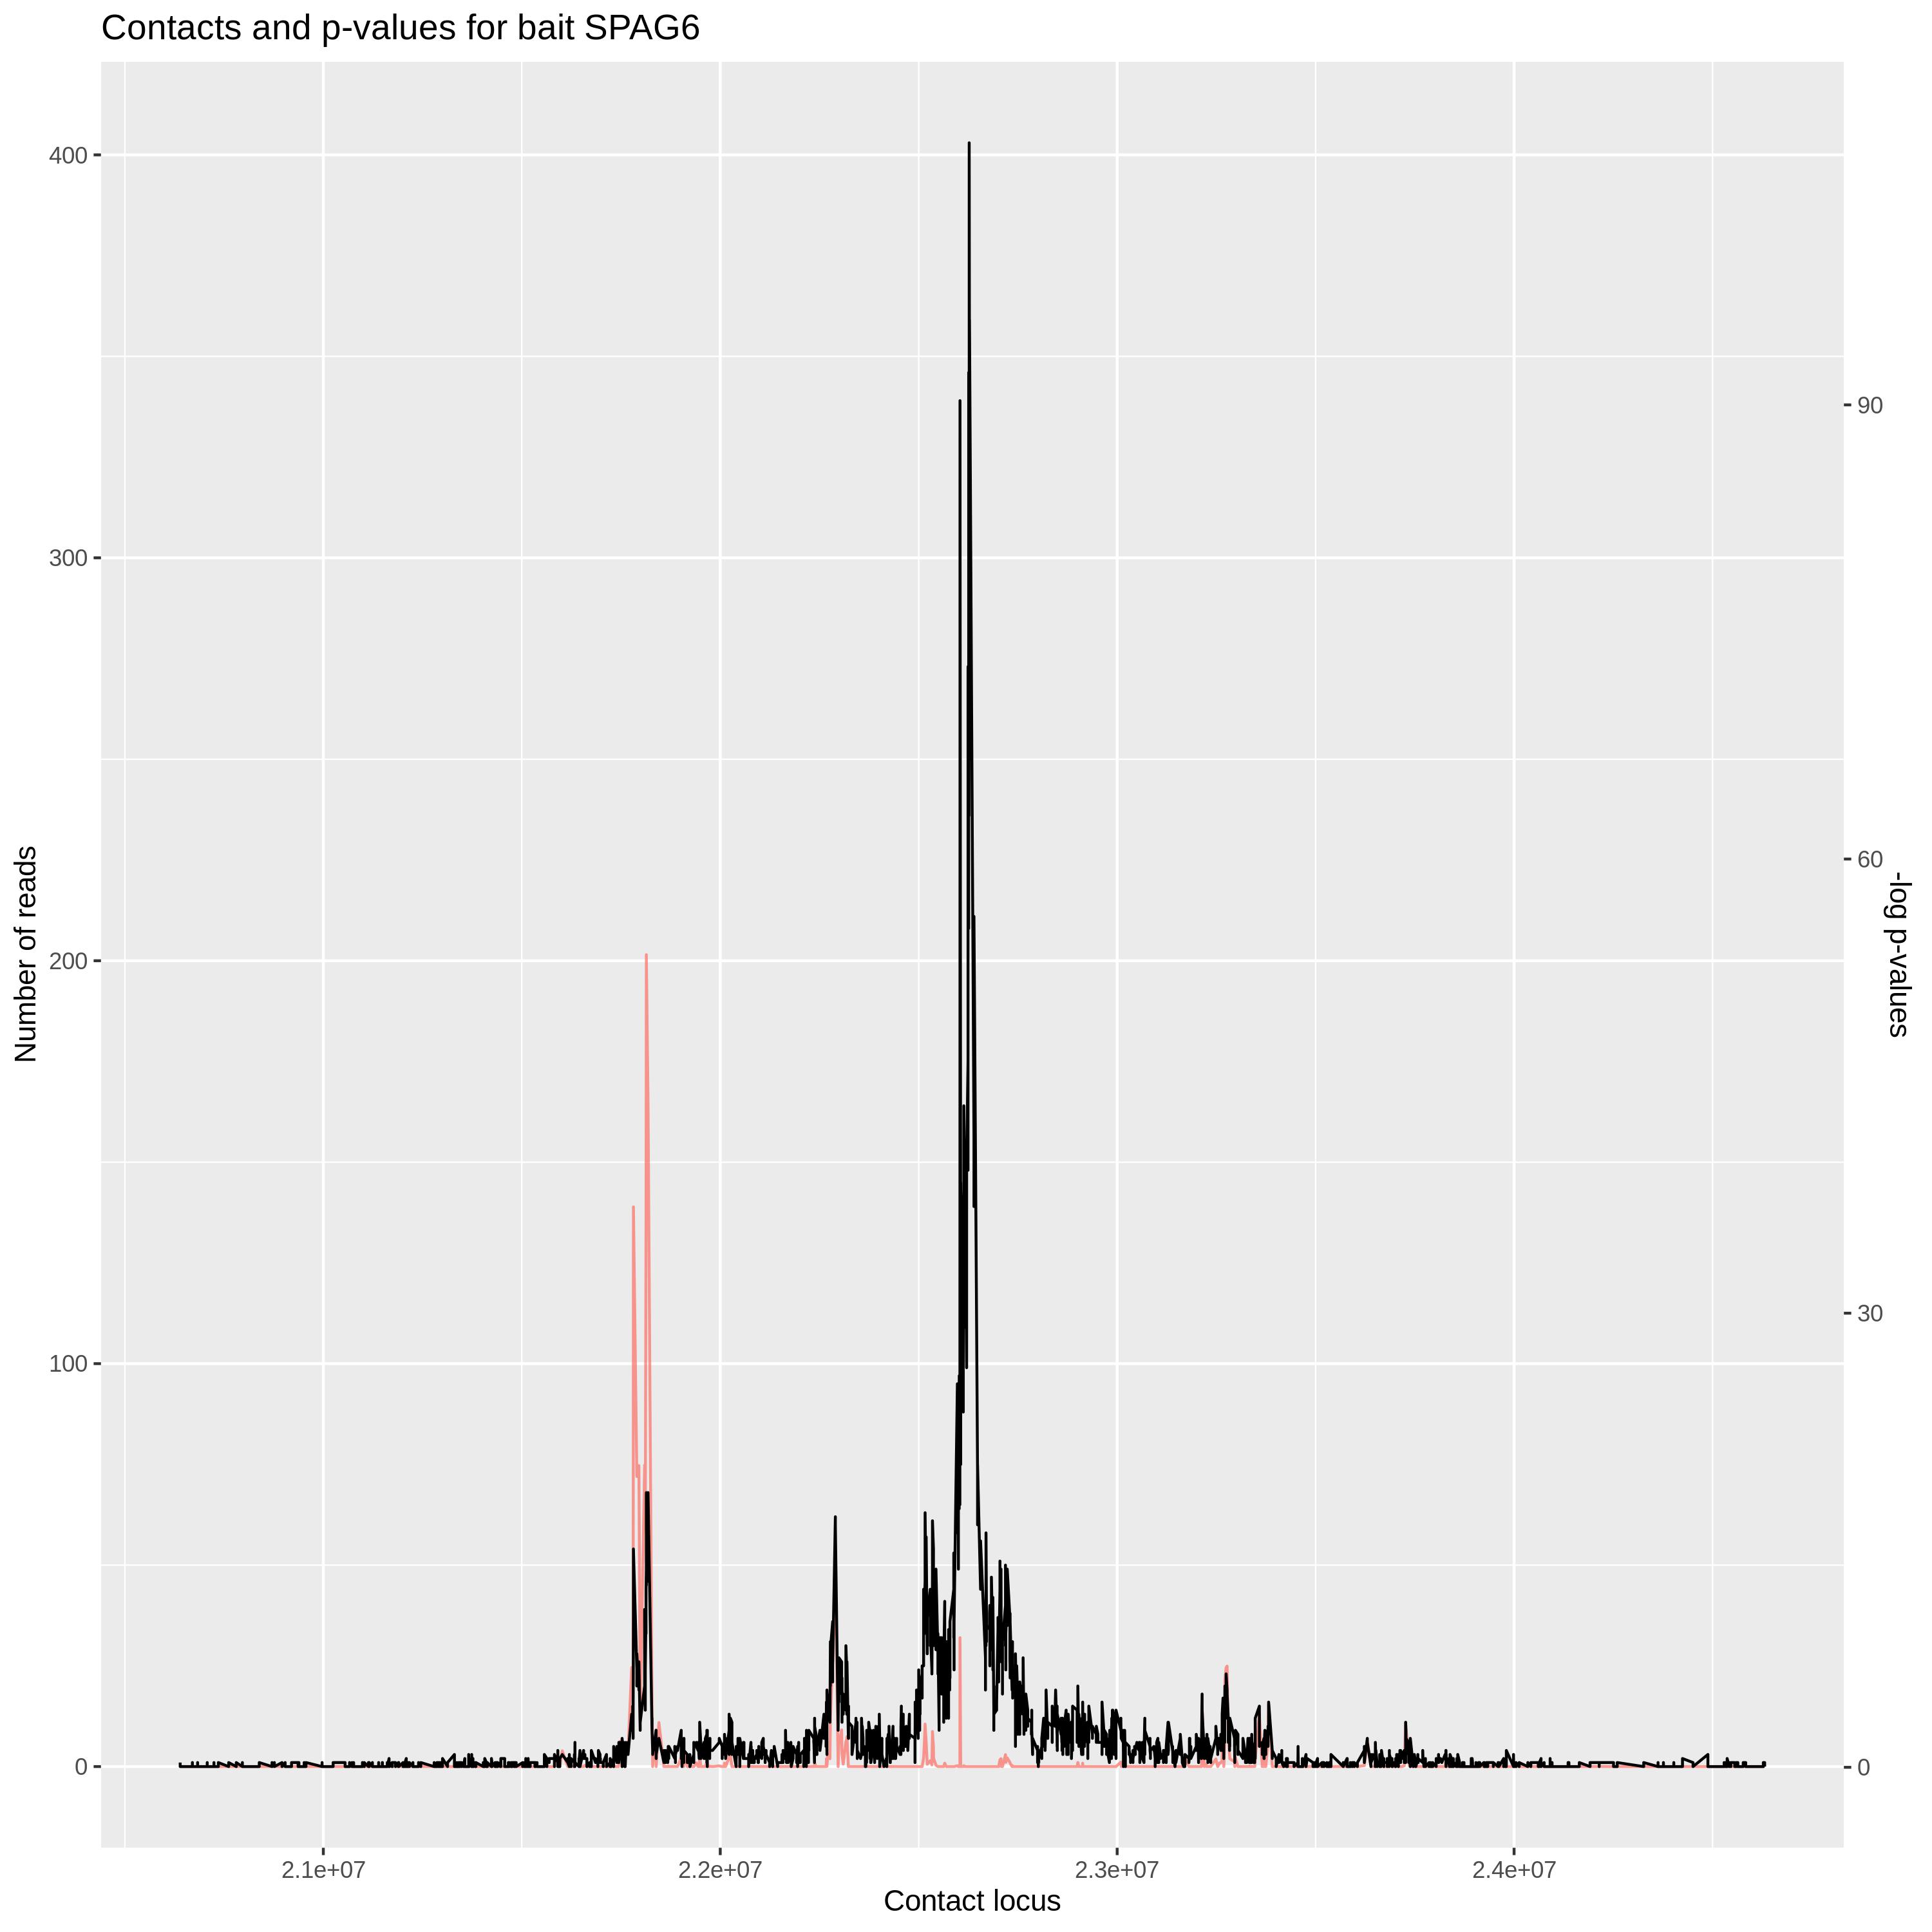 Contacts and p-values for bait SPAG6
400
300
200
100
0
Number of reads
90
60
30
0
-log p-values
2.1e+07
2.2e+07
2.3e+07
2.4e+07
Contact locus